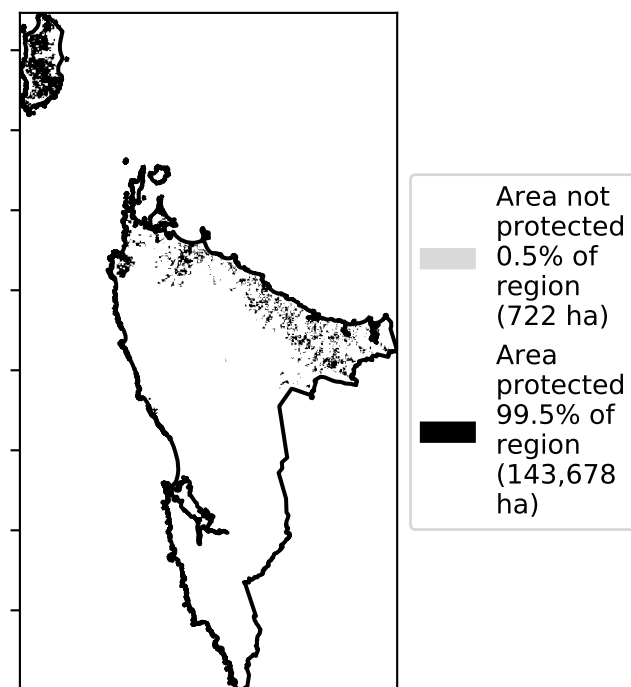 Area not
protected
0.5% of
region
(722 ha)
Area
protected
99.5% of
region
(143,678
ha)